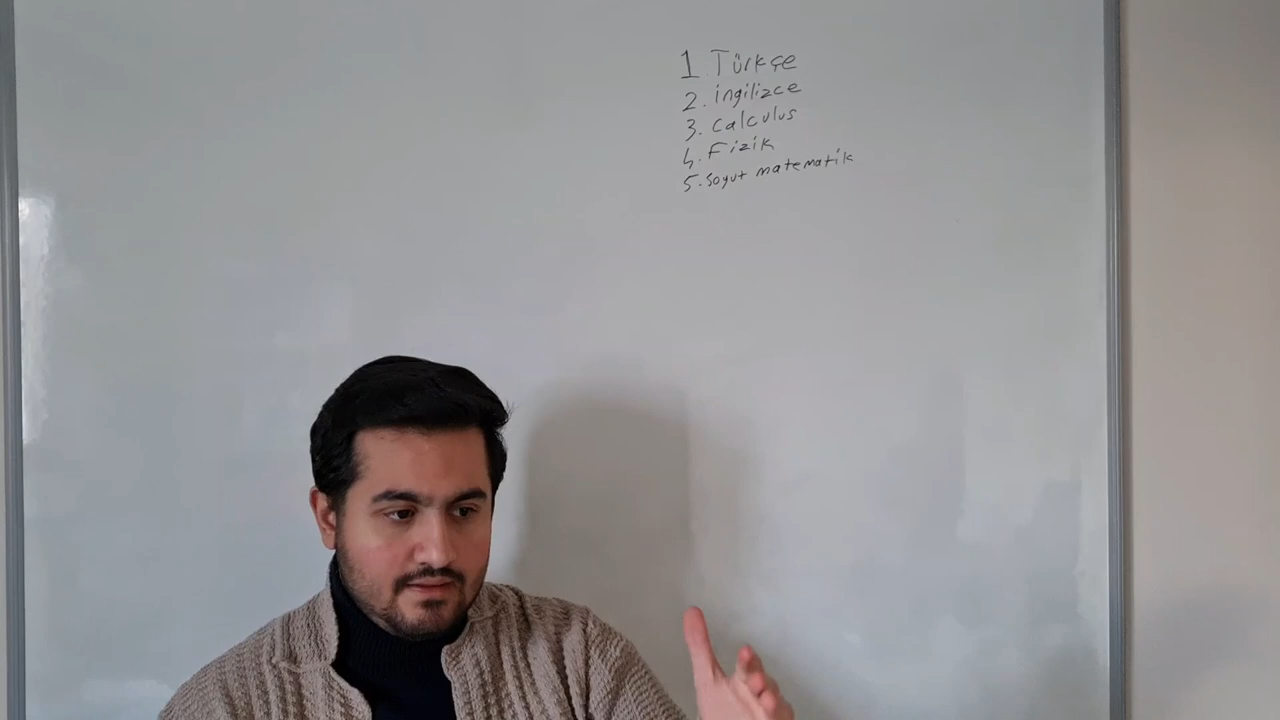 1. Türkçe
2. ingilizce
3. calculus
4. Fizik
5. soyut matematik